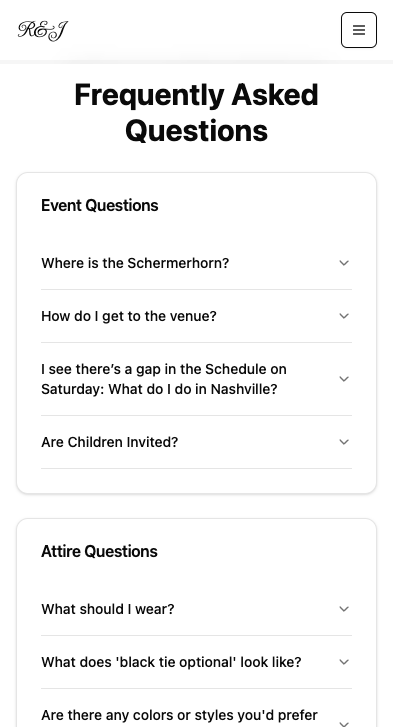 R&J
Frequently Asked
Questions
Event Questions
Where is the Schermerhorn?
How do I get to the venue?
I see there’s a gap in the Schedule on
Saturday: What do I do in Nashville?
Are Children Invited?
Attire Questions
What should I wear?
What does 'black tie optional' look like?
Are there any colors or styles you'd prefer